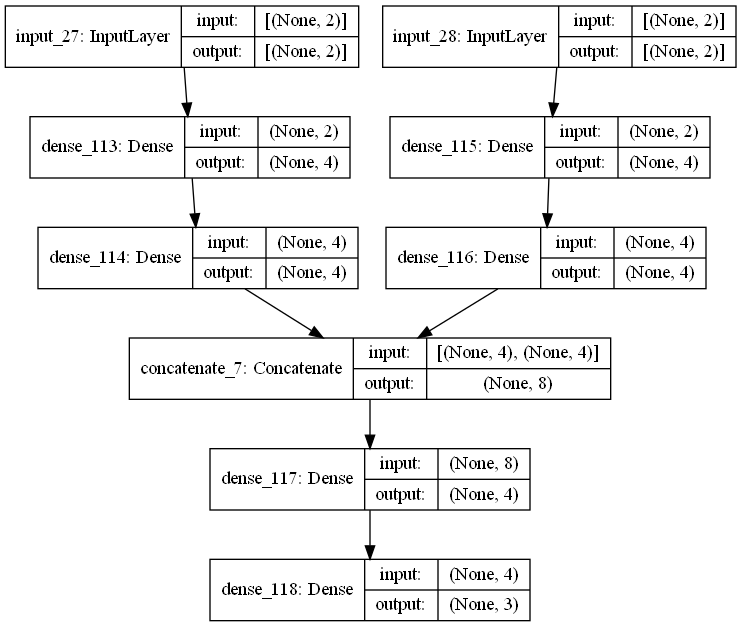 input_27: InputLayer
input: [(None, 2)]
output: [(None, 2)]
input_28: InputLayer
input: [(None, 2)]
output: [(None, 2)]
dense_113: Dense
input: (None, 2)
output: (None, 4)
dense_115: Dense
input: (None, 2)
output: (None, 4)
dense_114: Dense
input: (None, 4)
output: (None, 4)
dense_116: Dense
input: (None, 4)
output: (None, 4)
concatenate_7: Concatenate
input: [(None, 4), (None, 4)]
output: (None, 8)
dense_117: Dense
input: (None, 8)
output: (None, 4)
dense_118: Dense
input: (None, 4)
output: (None, 3)